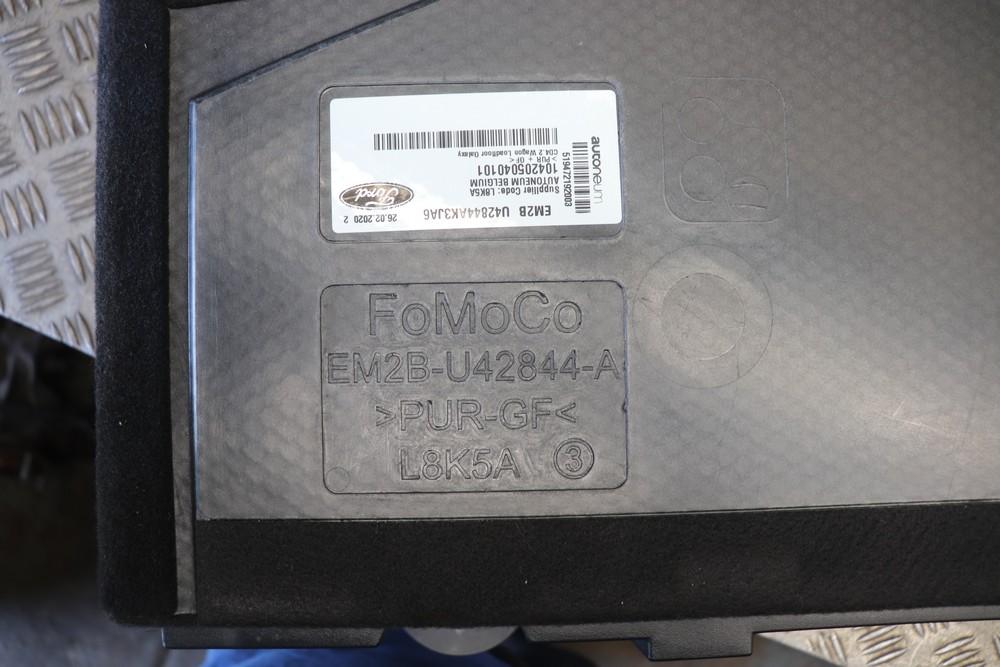 autoneum
519472192003
EM2B U42844AK3JA6
Supplier Code: L8K5A
AUTONEUM BELGIUM
104205040101
> PUR + GF <
CD4.2 Wagon Loadfloor Galaxy
Ford
26.02.2020 2
FoMoCo
EM2B-U42844-A
>PUR-GF<
L8K5A 3